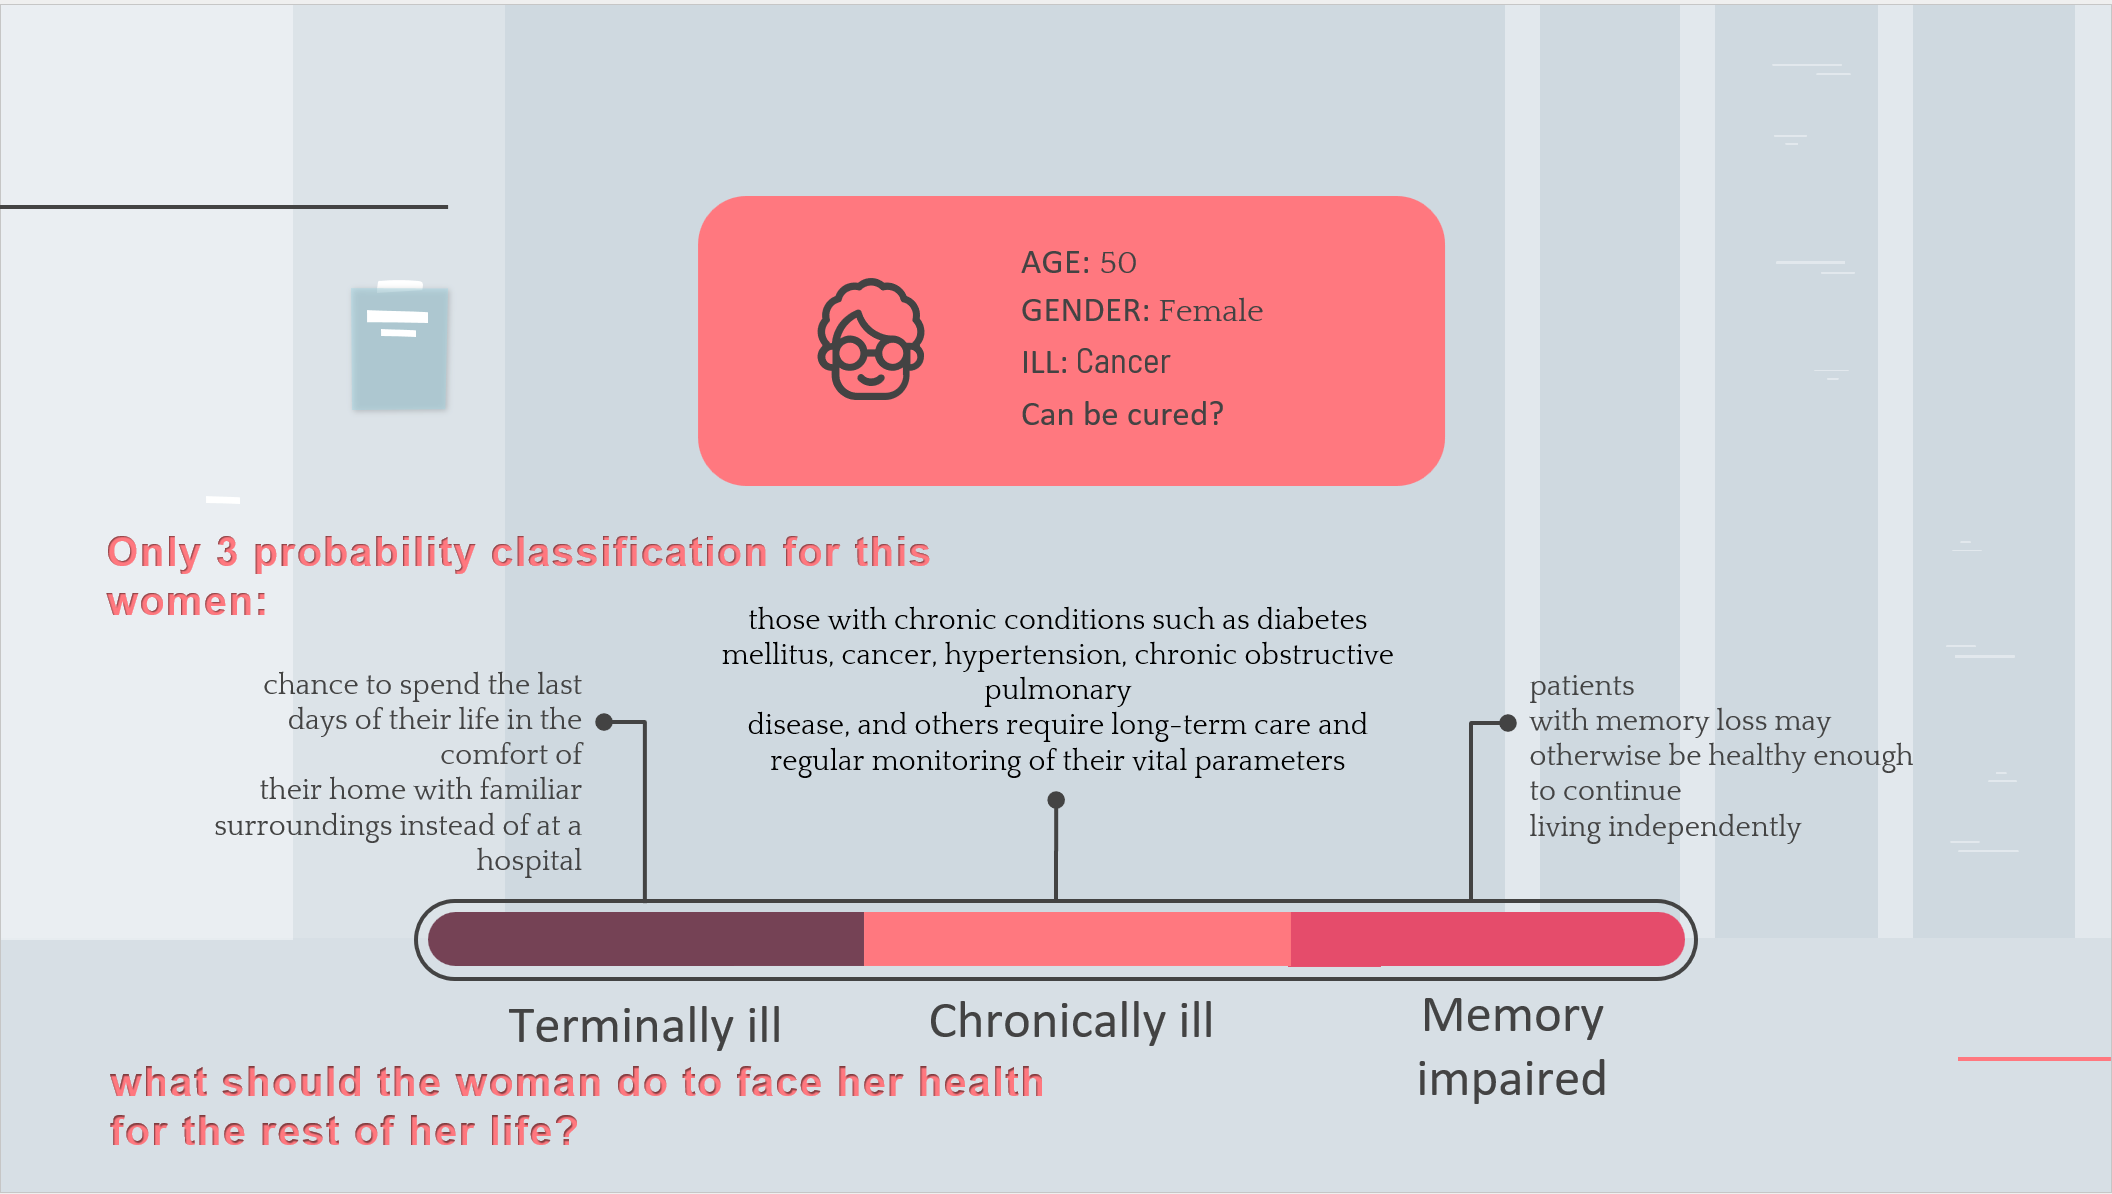 AGE: 50
GENDER: Female
ILL: Cancer
Can be cured?
Only 3 probability classification for this
women:
chance to spend the last
days of their life in the
comfort of
their home with familiar
surroundings instead of at a
hospital
those with chronic conditions such as diabetes
mellitus, cancer, hypertension, chronic obstructive
pulmonary
disease, and others require long-term care and
regular monitoring of their vital parameters
patients
with memory loss may
otherwise be healthy enough
to continue
living independently
Terminally ill
Chronically ill
Memory
impaired
what should the woman do to face her health
for the rest of her life?